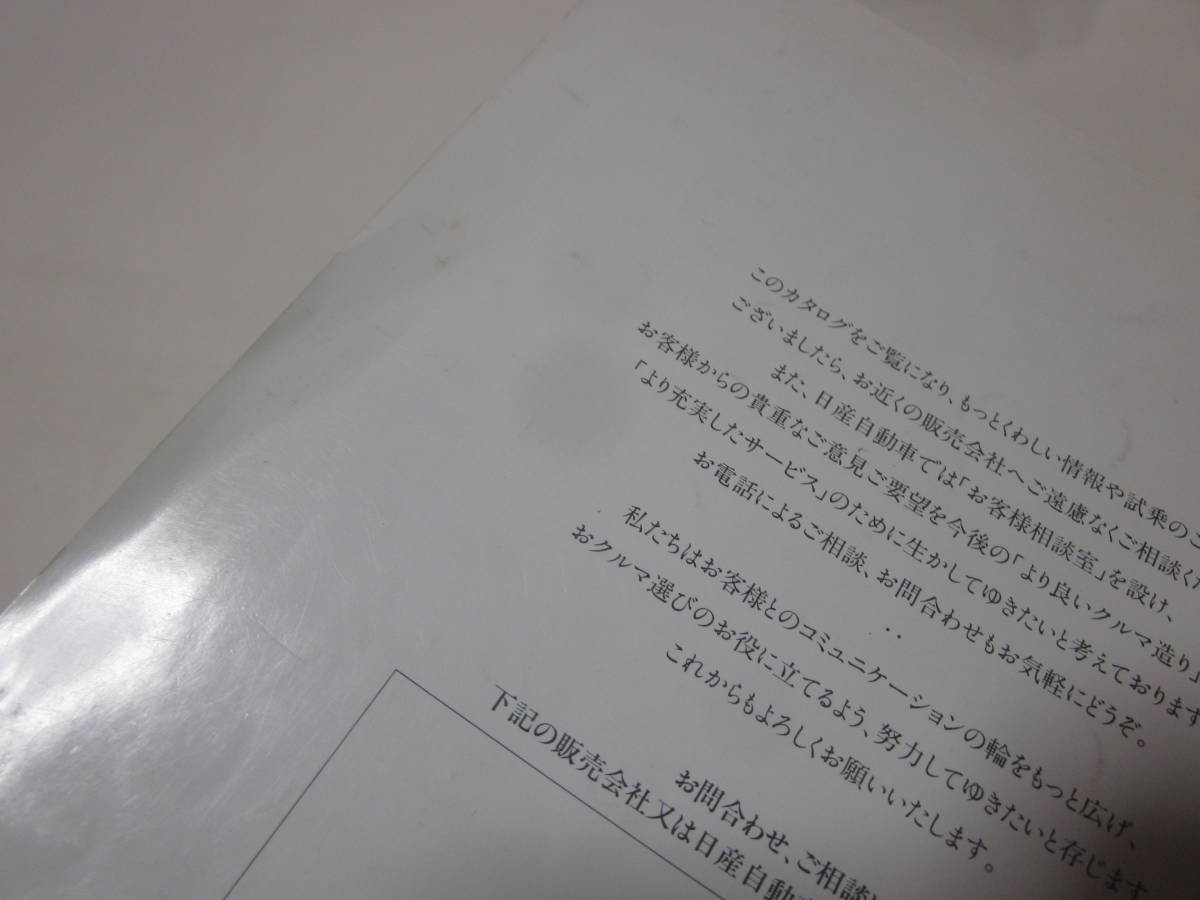 このカタログをご覧になり、もっとくわしい情報や試乗のご
ございましたら、お近くの販売会社へご遠慮なくご相談くだ
また、日産自動車では「お客様相談室」を設け、
お客様からの貴重なご意見ご要望を今後の「より良いクルマ造り」
「より充実したサービス」のために生かしてゆきたいと考えております
お電話によるご相談、お問合わせもお気軽にどうぞ。
私たちはお客様とのコミュニケーションの輪をもっと広げ、
おクルマ選びのお役に立てるよう、努力してゆきたいと存じます
これからもよろしくお願いいたします。
お問合わせ、ご相談は
下記の販売会社又は日産自動